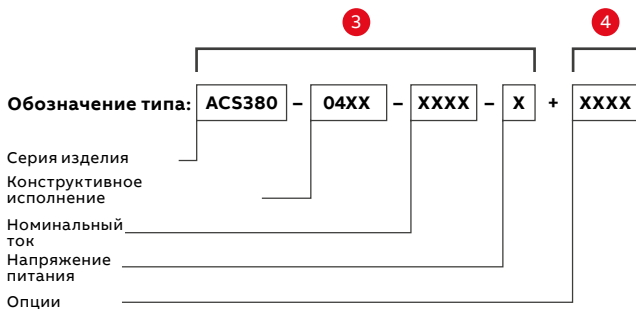 3 4
Обозначение типа: ACS380 – 04XX – XXXX – X + XXXX
Серия изделия
Конструктивное
исполнение
Номинальный
ток
Напряжение
питания
Опции